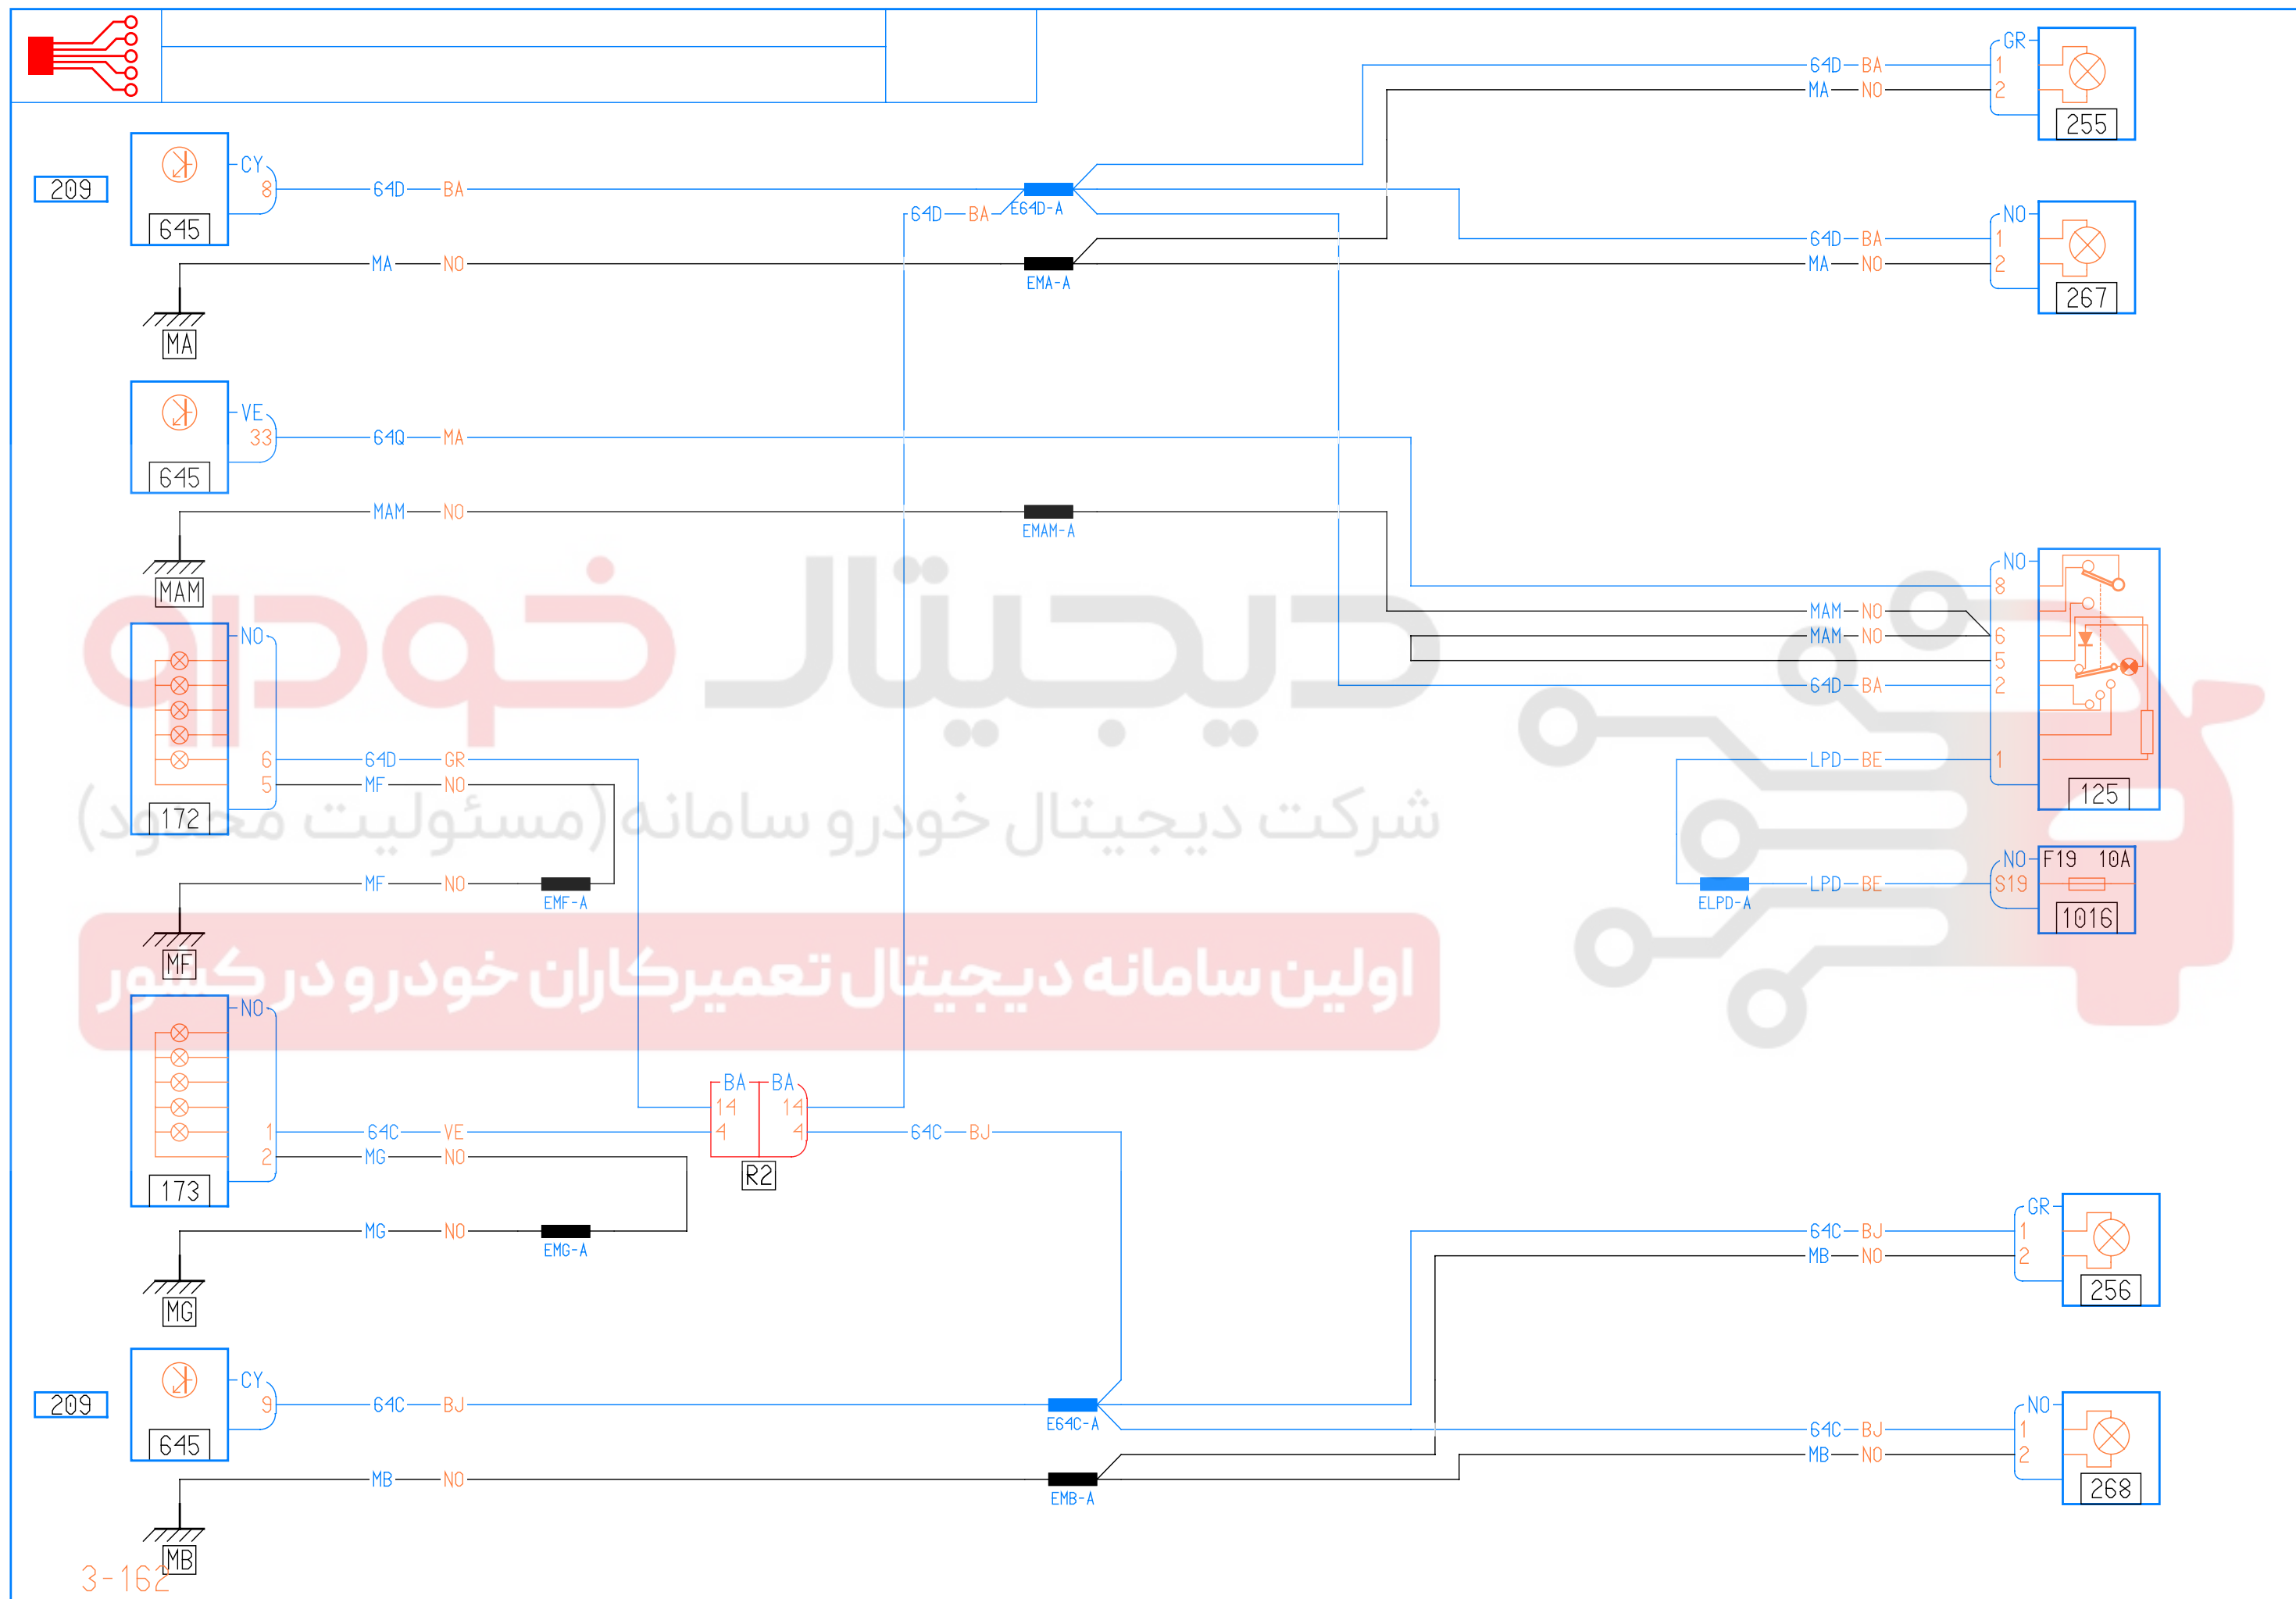 GR
64D BA 1
MA NO 2
255
209
CY
8 64D BA
645
64D BA E64D-A
NO
64D BA 1
MA NO EMA-A MA NO 2
267
MA
VE
33 64Q MA
645
MAM NO EMAM-A
MAM
NO
8
MAM NO
MAM NO 6
5
64D BA 2
LPD BE 1
125
دیجیتال خودرو
شرکت دیجیتال خودرو سامانه (مسئولیت محدود)
اولین سامانه دیجیتال تعمیرکاران خودرو در کشور
NO
6 64D GR
5 MF NO
172
MF NO EMF-A
MF
NO F19 10A
ELPD-A LPD BE S19
1016
NO
BA BA
14 14
1 64C VE 4 4 64C BJ
2 MG NO
R2
173
MG NO EMG-A
MG
GR
64C BJ 1
MB NO 2
256
209
CY
9 64C BJ E64C-A
645
NO
64C BJ 1
MB NO 2
268
MB NO EMB-A
MB
3-162